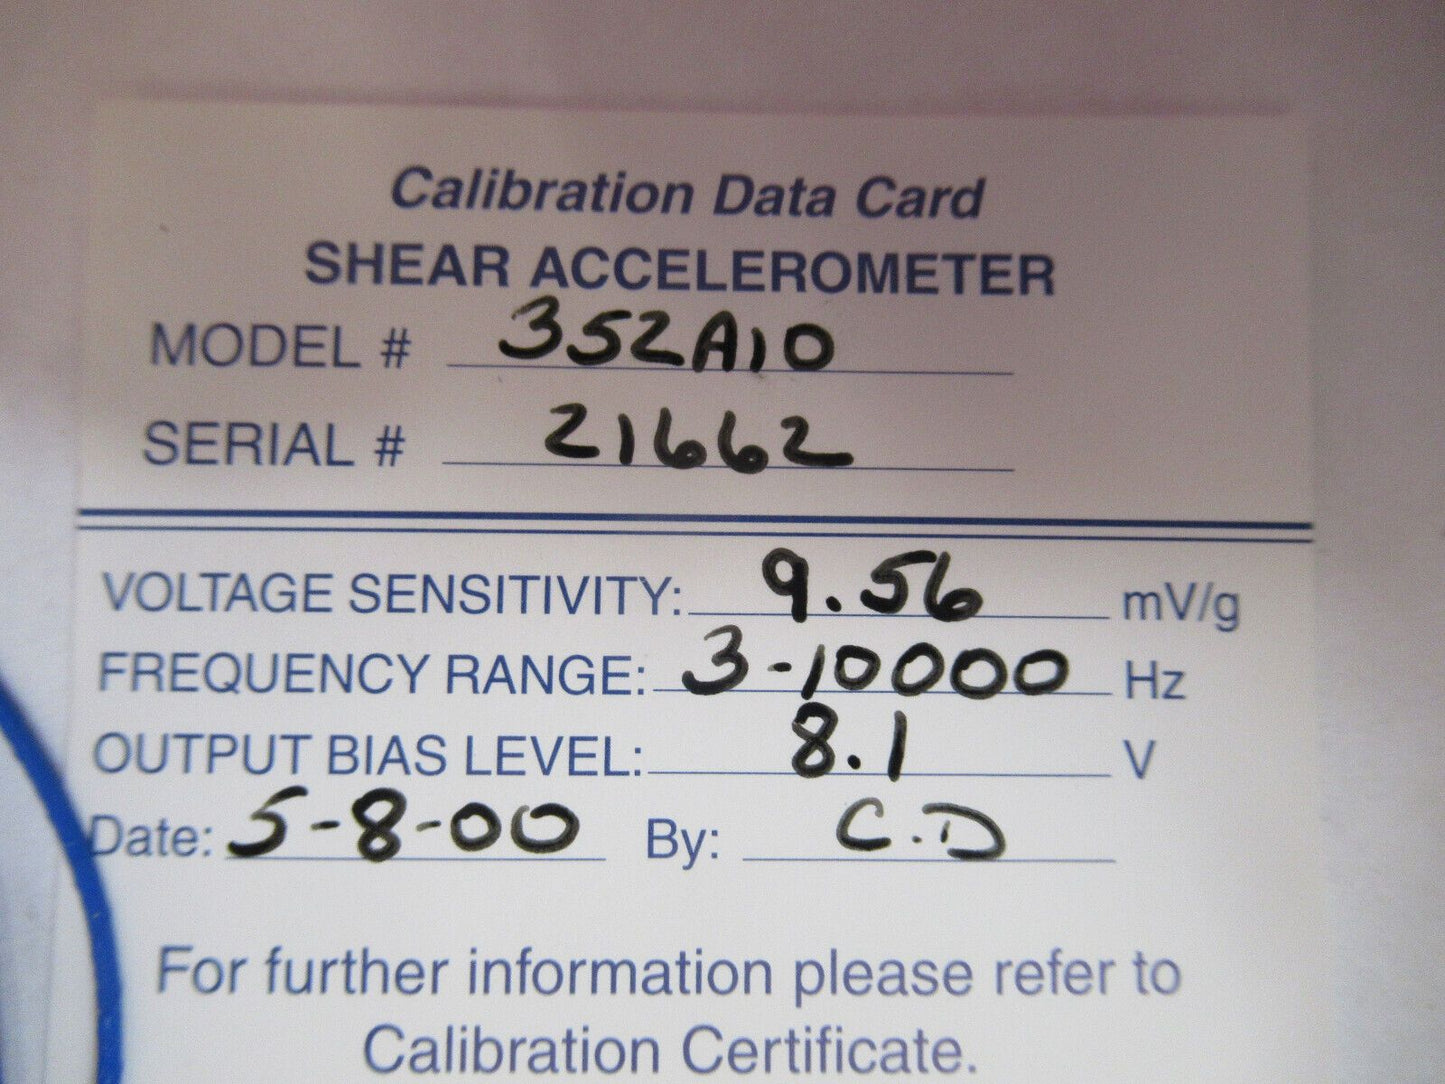 Calibration Data Card
SHEAR ACCELEROMETER
MODEL # 352A10
SERIAL # 21662
VOLTAGE SENSITIVITY: 9.56 mV/g
FREQUENCY RANGE: 3-10000 Hz
OUTPUT BIAS LEVEL: 8.1 V
Date: 5-8-00 By: C.D
For further information please refer to
Calibration Certificate.